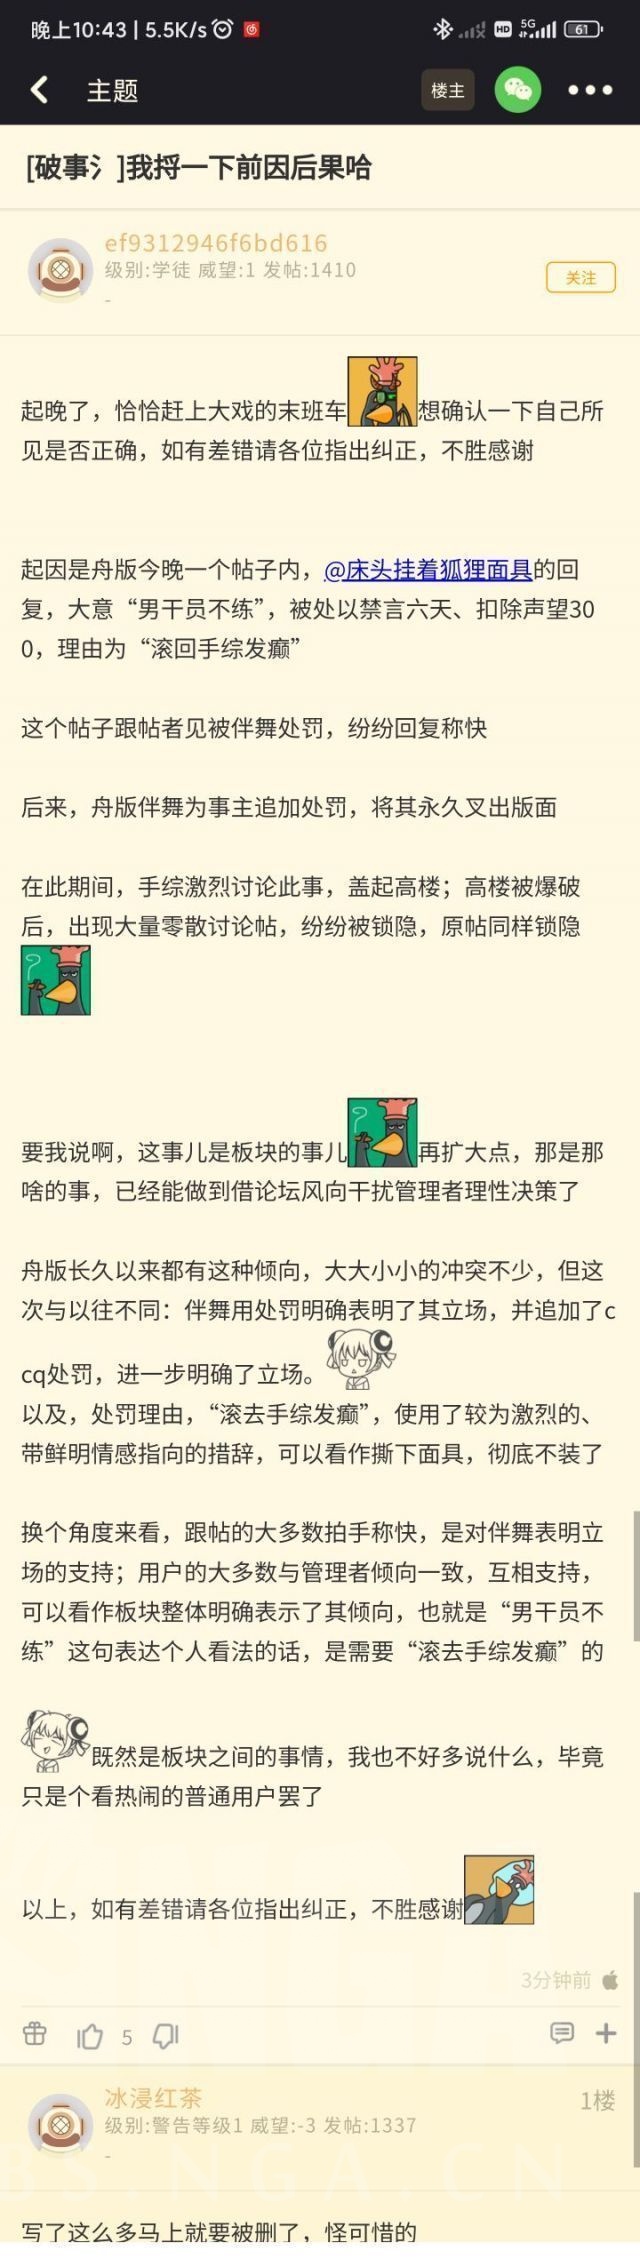 晚上10:43 | 5.5K/s
HD 5G 61
主题
楼主
[破事氵]我捋一下前因后果哈
ef9312946f6bd616
级别:学徒 威望:1 发帖:1410
关注
-
起晚了，恰恰赶上大戏的末班车想确认一下自己所
见是否正确，如有差错请各位指出纠正，不胜感谢
起因是舟版今晚一个帖子内，@床头挂着狐狸面具的回
复，大意“男干员不练”，被处以禁言六天、扣除声望30
0，理由为“滚回手综发癫”
这个帖子跟帖者见被伴舞处罚，纷纷回复称快
后来，舟版伴舞为事主追加处罚，将其永久叉出版面
在此期间，手综激烈讨论此事，盖起高楼；高楼被爆破
后，出现大量零散讨论帖，纷纷被锁隐，原帖同样锁隐
要我说啊，这事儿是板块的事儿再扩大点，那是那
啥的事，已经能做到借论坛风向干扰管理者理性决策了
舟版长久以来都有这种倾向，大大小小的冲突不少，但这
次与以往不同：伴舞用处罚明确表明了其立场，并追加了c
cq处罚，进一步明确了立场。
以及，处罚理由，“滚去手综发癫”，使用了较为激烈的、
带鲜明情感指向的措辞，可以看作撕下面具，彻底不装了
换个角度来看，跟帖的大多数拍手称快，是对伴舞表明立
场的支持；用户的大多数与管理者倾向一致，互相支持，
可以看作板块整体明确表示了其倾向，也就是“男干员不
练”这句表达个人看法的话，是需要“滚去手综发癫”的
既然是板块之间的事情，我也不好多说什么，毕竟
只是个看热闹的普通用户罢了
以上，如有差错请各位指出纠正，不胜感谢
3分钟前
5
冰浸红茶
1楼
级别:警告等级1 威望:-3 发帖:1337
-
BS.NGA.CN
写了这么多马上就要被删了，怪可惜的